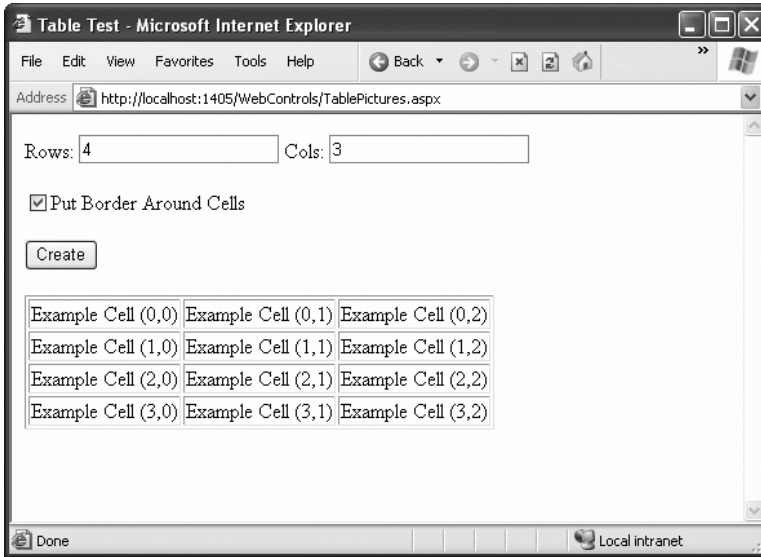 Table Test - Microsoft Internet Explorer
File Edit View Favorites Tools Help Back »
Address http://localhost:1405/WebControls/TablePictures.aspx
Rows: 4 Cols: 3
Put Border Around Cells
Create
Example Cell (0,0) Example Cell (0,1) Example Cell (0,2)
Example Cell (1,0) Example Cell (1,1) Example Cell (1,2)
Example Cell (2,0) Example Cell (2,1) Example Cell (2,2)
Example Cell (3,0) Example Cell (3,1) Example Cell (3,2)
Done Local intranet